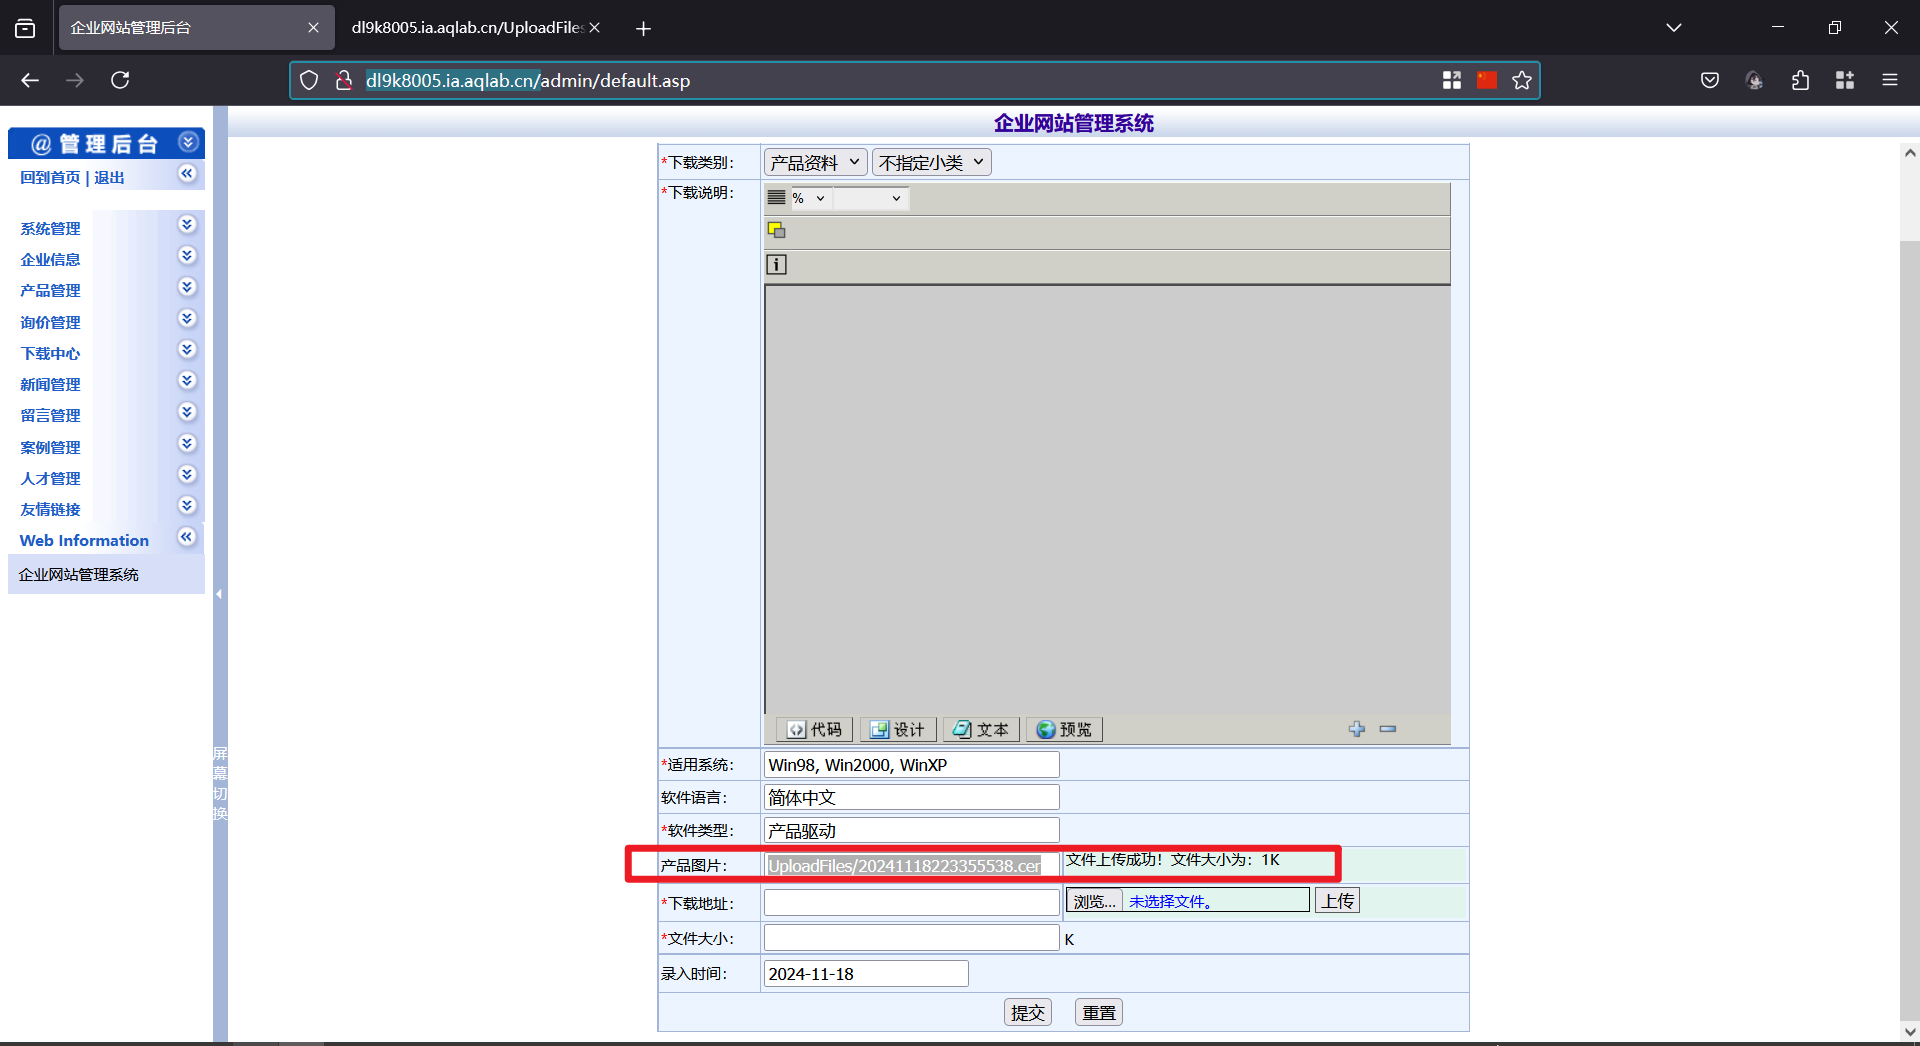 企业网站管理后台
dl9k8005.ia.aqlab.cn/UploadFiles
dl9k8005.ia.aqlab.cn/admin/default.asp
@ 管理后台
回到首页 | 退出
系统管理
企业信息
产品管理
询价管理
下载中心
新闻管理
留言管理
案例管理
人才管理
友情链接
Web Information
企业网站管理系统
屏幕切换
企业网站管理系统
*下载类别： 产品资料 不指定小类
*下载说明： %
代码 设计 文本 预览
*适用系统： Win98, Win2000, WinXP
软件语言： 简体中文
*软件类型： 产品驱动
产品图片： UploadFiles/20241118223355538.cer 文件上传成功！文件大小为：1K
*下载地址： 浏览... 未选择文件。 上传
*文件大小： K
录入时间： 2024-11-18
提交 重置